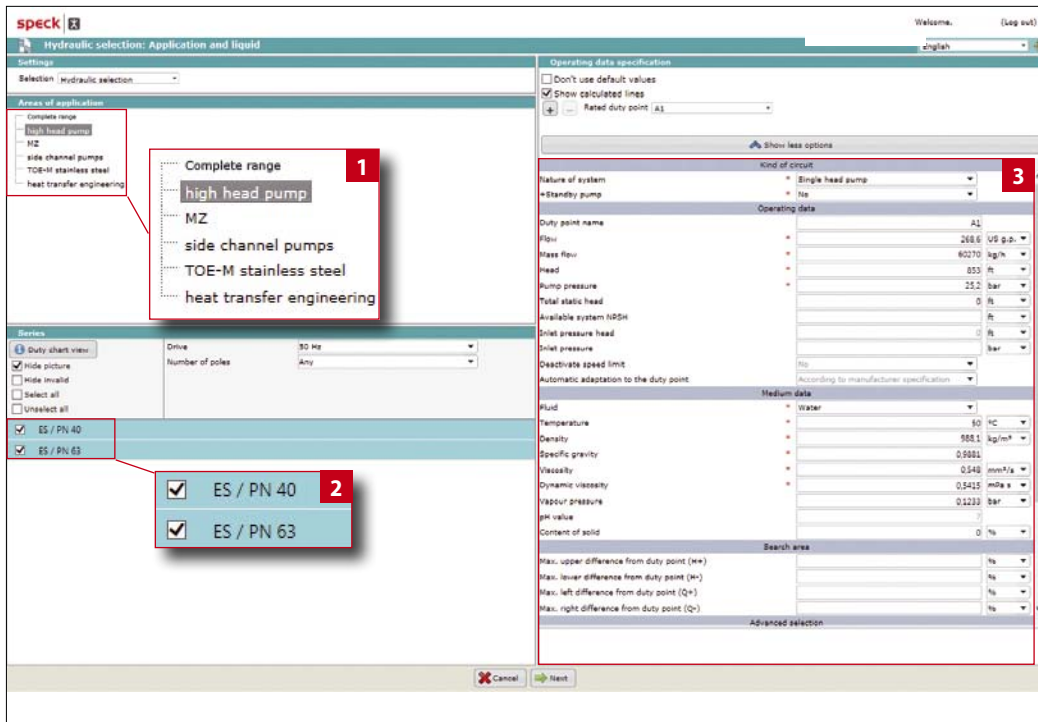 speck
Welcome. (Log out)
Hydraulic selection: Application and liquid
English
Settings
Selection Hydraulic selection
Areas of application
Complete range
high head pump
MZ
side channel pumps
TOE-M stainless steel
heat transfer engineering
1
Complete range
high head pump
MZ
side channel pumps
TOE-M stainless steel
heat transfer engineering
Series
Duty chart view
Hide picture
Hide invalid
Select all
Unselect all
Drive 50 Hz
Number of poles Any
ES / PN 40
ES / PN 63
2
ES / PN 40
ES / PN 63
Operating data specification
Don't use default values
Show calculated lines
+ ... Rated duty point A1
Show less options
3
Kind of circuit
Nature of system * Single head pump
+Standby pump * No
Operating data
Duty point name A1
Flow * 268,6 US g.p.
Mass flow * 60270 kg/h
Head * 853 ft
Pump pressure * 25,2 bar
Total static head 0 ft
Available system NPSH ft
Inlet pressure head 0 ft
Inlet pressure bar
Deactivate speed limit No
Automatic adaptation to the duty point According to manufacturer specification
Medium data
Fluid * Water
Temperature * 50 °C
Density * 988,1 kg/m³
Specific gravity * 0,9881
Viscosity * 0,548 mm²/s
Dynamic viscosity * 0,5415 mPa s
Vapour pressure 0,1233 bar
pH value 7
Content of solid 0 %
Search area
Max. upper difference from duty point (H+) %
Max. lower difference from duty point (H-) %
Max. left difference from duty point (Q+) %
Max. right difference from duty point (Q-) %
Advanced selection
Cancel Next